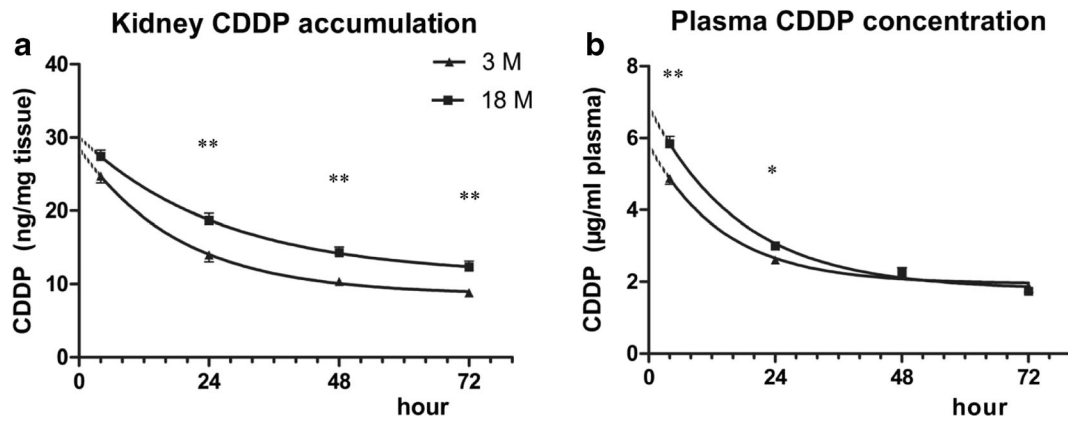 a
Kidney CDDP accumulation
3 M
18 M
CDDP (ng/mg tissue)
40
30
20
10
0
**
**
**
0 24 48 72
hour
b
Plasma CDDP concentration
CDDP (µg/ml plasma)
8
6
4
2
0
**
*
0 24 48 72
hour